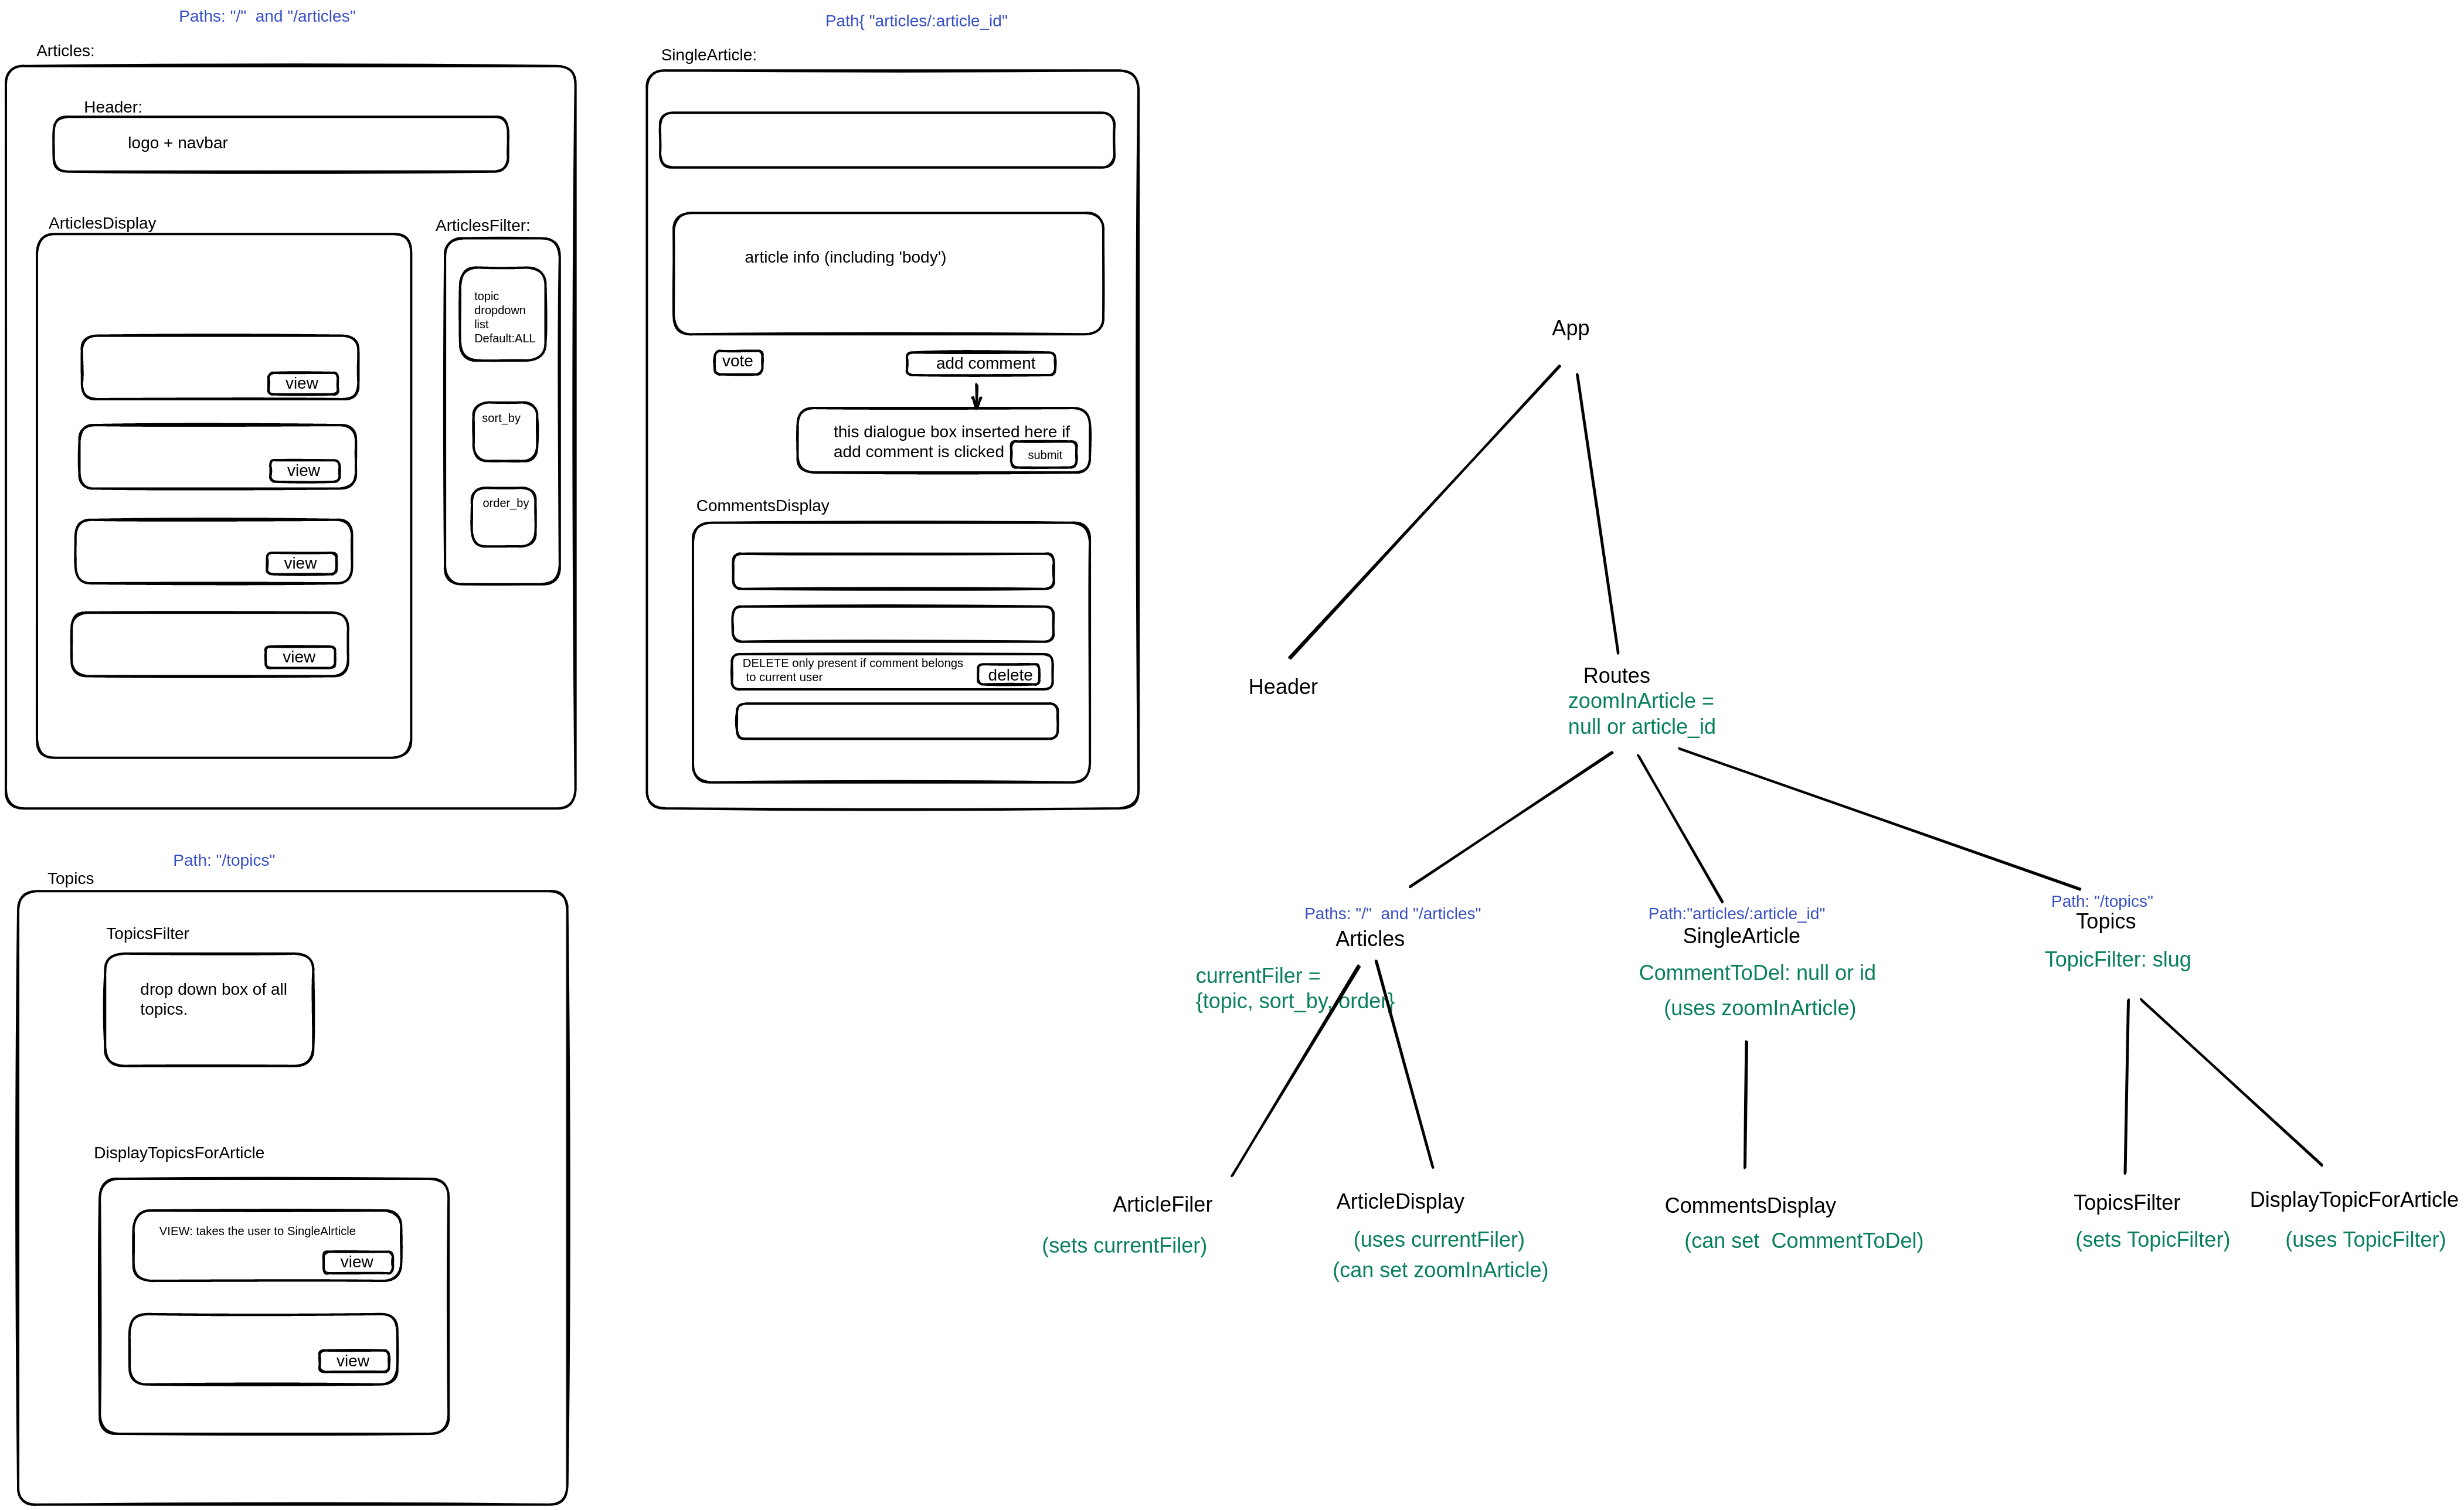 Paths: "/"  and "/articles"
Articles:
Header:
logo + navbar
ArticlesDisplay
view
view
view
view
ArticlesFilter:
topic
dropdown
list
Default:ALL
sort_by
order_by
Path{ "articles/:article_id"
SingleArticle:
article info (including 'body')
vote
add comment
this dialogue box inserted here if
add comment is clicked
submit
CommentsDisplay
DELETE only present if comment belongs
to current user
delete
Path: "/topics"
Topics
TopicsFilter
drop down box of all
topics.
DisplayTopicsForArticle
VIEW: takes the user to SingleAlrticle
view
view
App
Header
Routes
zoomInArticle =
null or article_id
Paths: "/"  and "/articles"
Articles
currentFiler =
{topic, sort_by, order}
Path:"articles/:article_id"
SingleArticle
CommentToDel: null or id
(uses zoomInArticle)
Path: "/topics"
Topics
TopicFilter: slug
ArticleFiler
(sets currentFiler)
ArticleDisplay
(uses currentFiler)
(can set zoomInArticle)
CommentsDisplay
(can set  CommentToDel)
TopicsFilter
(sets TopicFilter)
DisplayTopicForArticle
(uses TopicFilter)